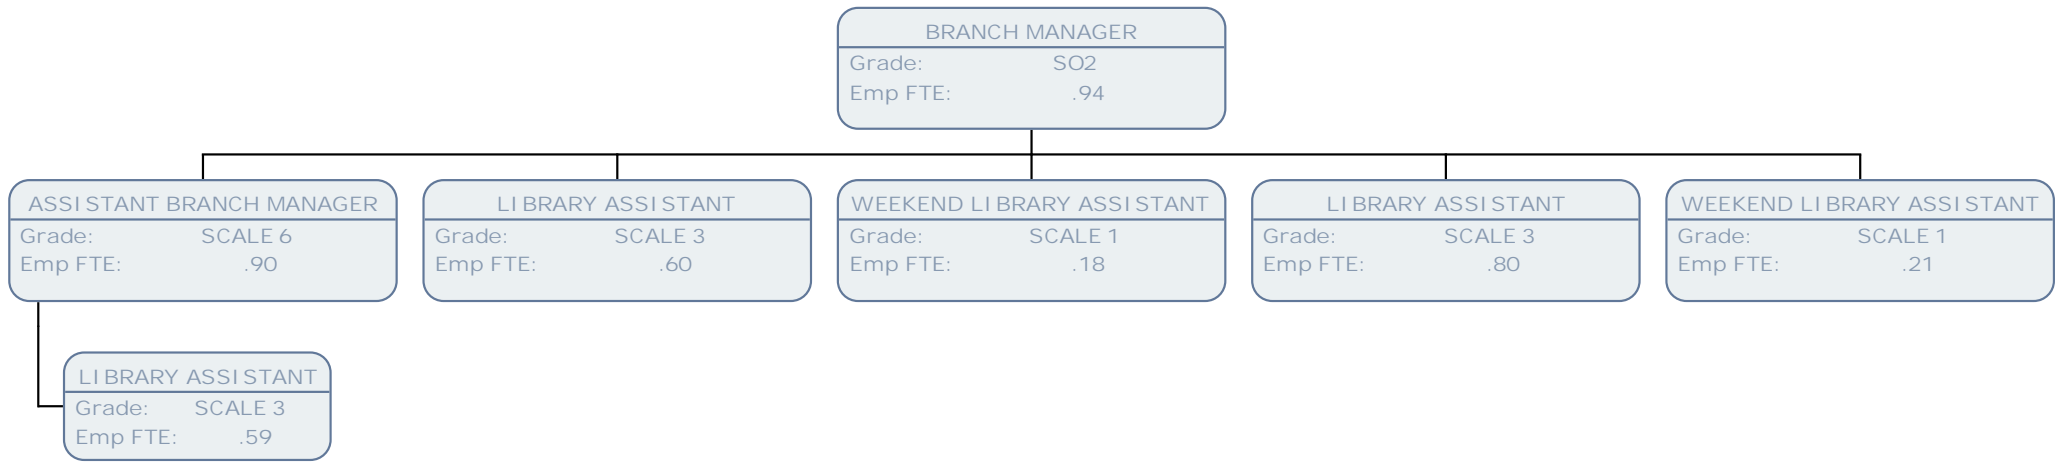 BRANCH MANAGER
Grade: SO2
Emp FTE: .94
ASSISTANT BRANCH MANAGER
Grade: SCALE 6
Emp FTE: .90
LIBRARY ASSISTANT
Grade: SCALE 3
Emp FTE: .60
WEEKEND LIBRARY ASSISTANT
Grade: SCALE 1
Emp FTE: .18
LIBRARY ASSISTANT
Grade: SCALE 3
Emp FTE: .80
WEEKEND LIBRARY ASSISTANT
Grade: SCALE 1
Emp FTE: .21
LIBRARY ASSISTANT
Grade: SCALE 3
Emp FTE: .59